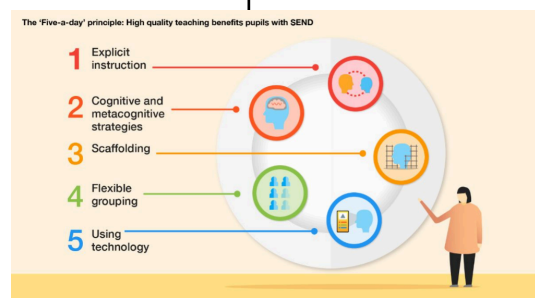 The ‘Five-a-day’ principle: High quality teaching benefits pupils with SEND
1 Explicit
instruction
2 Cognitive and
metacognitive
strategies
3 Scaffolding
4 Flexible
grouping
5 Using
technology